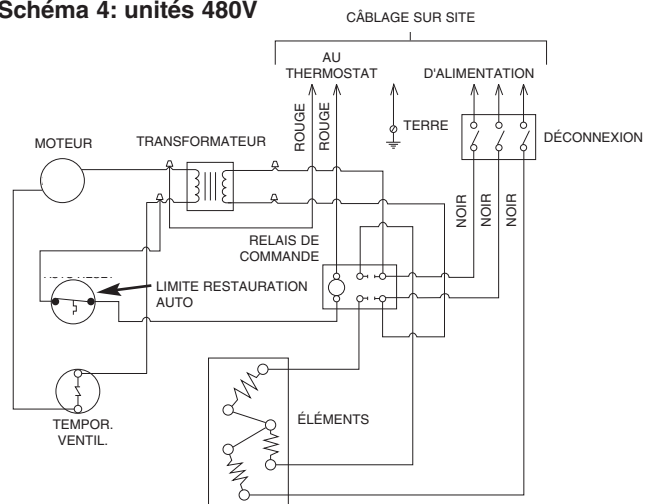 Schéma 4: unités 480V
CÂBLAGE SUR SITE
AU
THERMOSTAT
D'ALIMENTATION
ROUGE
ROUGE
TERRE
DÉCONNEXION
MOTEUR
TRANSFORMATEUR
NOIR
NOIR
NOIR
RELAIS DE
COMMANDE
LIMITE RESTAURATION
AUTO
ÉLÉMENTS
TEMPOR.
VENTIL.